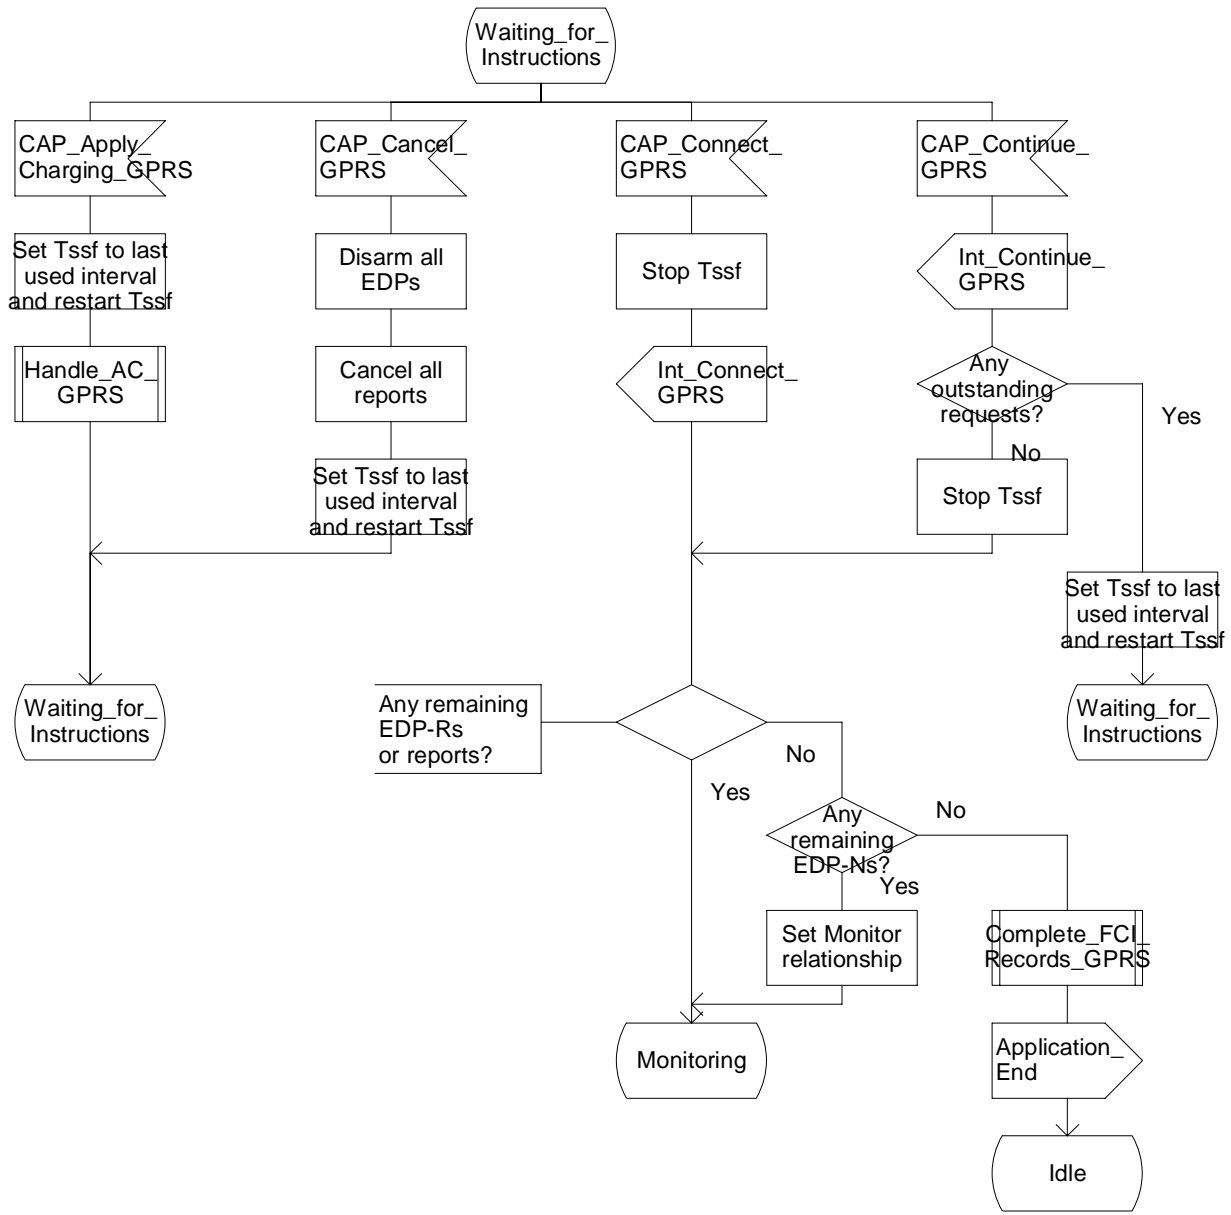 Waiting_for_
Instructions
CAP_Apply_
Charging_GPRS
CAP_Cancel_
GPRS
CAP_Connect_
GPRS
CAP_Continue_
GPRS
Set Tssf to last
used interval
and restart Tssf
Disarm all
EDPs
Stop Tssf
Int_Continue_
GPRS
Handle_AC_
GPRS
Cancel all
reports
Int_Connect_
GPRS
Any
outstanding
requests?
Yes
No
Set Tssf to last
used interval
and restart Tssf
Stop Tssf
Set Tssf to last
used interval
and restart Tssf
Waiting_for_
Instructions
Any remaining
EDP-Rs
or reports?
Waiting_for_
Instructions
No
Yes
Any
remaining
EDP-Ns?
No
Yes
Set Monitor
relationship
Complete_FCI_
Records_GPRS
Monitoring
Application_
End
Idle